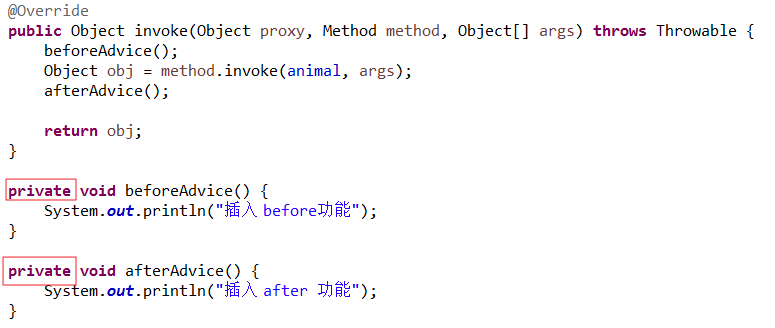 @Override
public Object invoke(Object proxy, Method method, Object[] args) throws Throwable {
beforeAdvice();
Object obj = method.invoke(animal, args);
afterAdvice();
return obj;
}
private void beforeAdvice() {
System.out.println("插入 before功能");
}
private void afterAdvice() {
System.out.println("插入 after 功能");
}